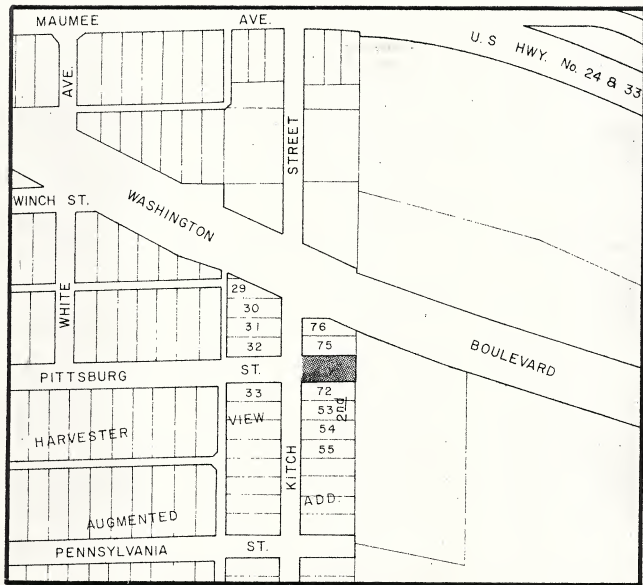 MAUMEE AVE.
U. S HWY. No. 24 & 33
AVE.
STREET
WINCH ST.
WASHINGTON
WHITE
29
30
31
32
76
75
BOULEVARD
PITTSBURG ST.
33
72
VIEW
53
2nd
54
55
HARVESTER
KITCH
ADD.
AUGMENTED
PENNSYLVANIA ST.